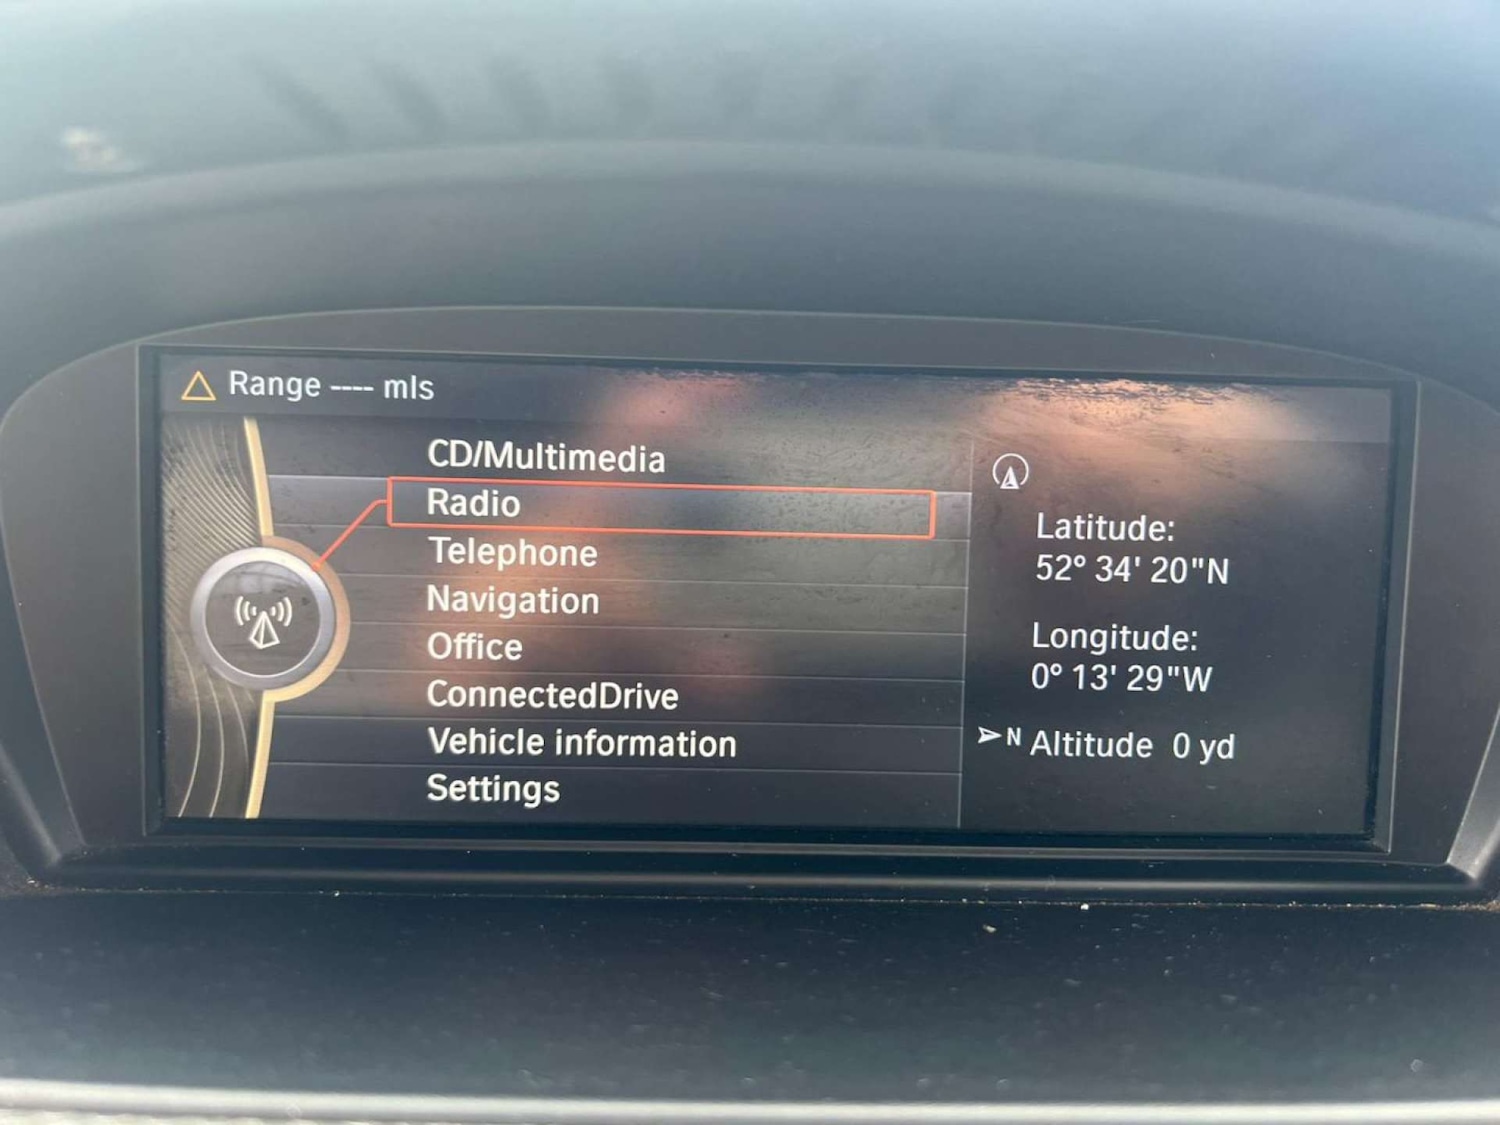 Range ---- mls
CD/Multimedia
Radio
Telephone
Navigation
Office
ConnectedDrive
Vehicle information
Settings
Latitude:
52° 34' 20"N
Longitude:
0° 13' 29"W
N Altitude 0 yd